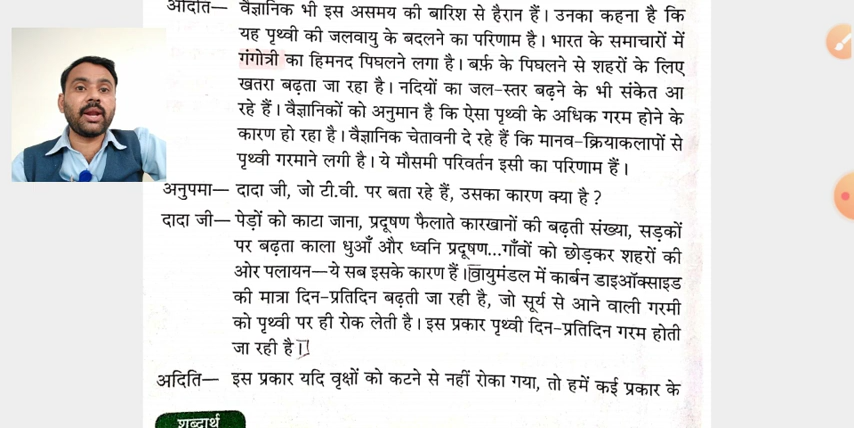 अदिति— वैज्ञानिक भी इस असमय की बारिश से हैरान हैं। उनका कहना है कि
यह पृथ्वी की जलवायु के बदलने का परिणाम है। भारत के समाचारों में
गंगोत्री का हिमनद पिघलने लगा है। बर्फ़ के पिघलने से शहरों के लिए
खतरा बढ़ता जा रहा है। नदियों का जल-स्तर बढ़ने के भी संकेत आ
रहे हैं। वैज्ञानिकों को अनुमान है कि ऐसा पृथ्वी के अधिक गरम होने के
कारण हो रहा है। वैज्ञानिक चेतावनी दे रहे हैं कि मानव-क्रियाकलापों से
पृथ्वी गरमाने लगी है। ये मौसमी परिवर्तन इसी का परिणाम हैं।
अनुपमा— दादा जी, जो टी.वी. पर बता रहे हैं, उसका कारण क्या है ?
दादा जी— पेड़ों को काटा जाना, प्रदूषण फैलाते कारखानों की बढ़ती संख्या, सड़कों
पर बढ़ता काला धुआँ और ध्वनि प्रदूषण...गाँवों को छोड़कर शहरों की
ओर पलायन—ये सब इसके कारण हैं। वायुमंडल में कार्बन डाइऑक्साइड
की मात्रा दिन-प्रतिदिन बढ़ती जा रही है, जो सूर्य से आने वाली गरमी
को पृथ्वी पर ही रोक लेती है। इस प्रकार पृथ्वी दिन-प्रतिदिन गरम होती
जा रही है।
अदिति— इस प्रकार यदि वृक्षों को कटने से नहीं रोका गया, तो हमें कई प्रकार के
शब्दार्थ